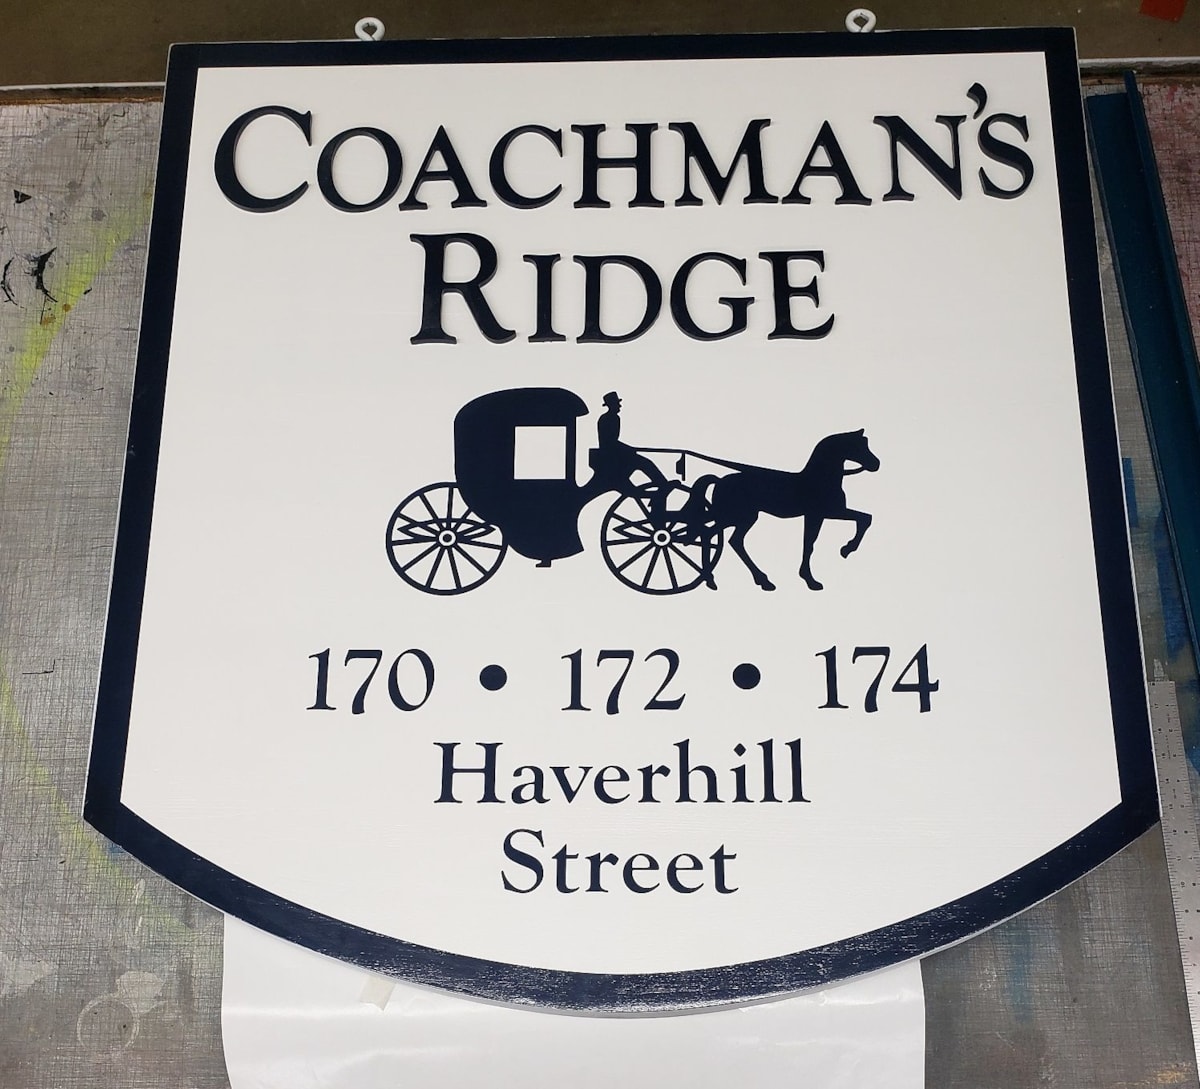 COACHMAN'S
RIDGE
170 • 172 • 174
Haverhill
Street